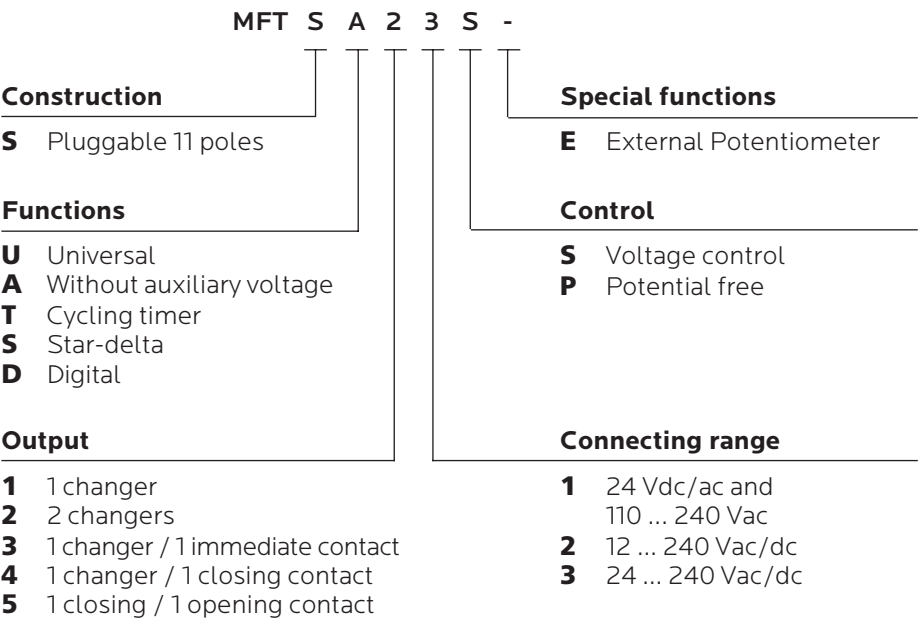 MFT S A 2 3 S -
Construction
S Pluggable 11 poles
Functions
U Universal
A Without auxiliary voltage
T Cycling timer
S Star-delta
D Digital
Output
1 1 changer
2 2 changers
3 1 changer / 1 immediate contact
4 1 changer / 1 closing contact
5 1 closing / 1 opening contact
Special functions
E External Potentiometer
Control
S Voltage control
P Potential free
Connecting range
1 24 Vdc/ac and
110 ... 240 Vac
2 12 ... 240 Vac/dc
3 24 ... 240 Vac/dc